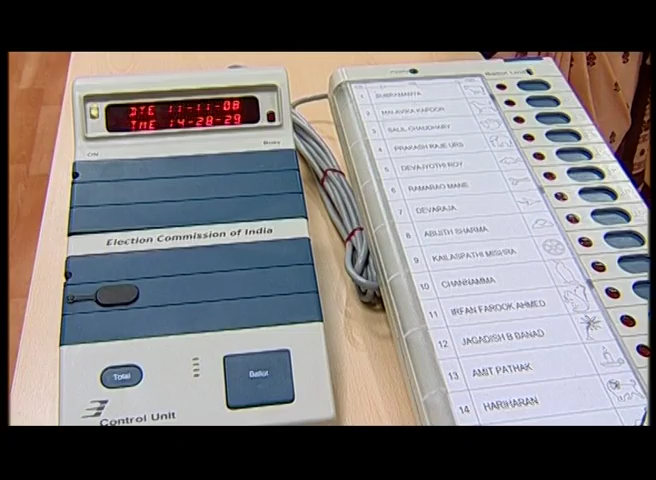 DTE 11-11-08
TME 14-28-29
ON
Busy
Election Commission of India
Total
Ballot
Control Unit
Ballot Unit
1 SUBRAMANYA
2 MN AVIRA KAPOOR
3 SALIL CHAUDHARY
4 PRAKASH RAJE URS
5 DEVAJYOTHI ROY
6 RAMARAO MANE
7 DEVARAJA
8 ABIJITH SHARMA
9 KAILASPATHI MISHRA
10 CHANNAMMA
11 IRFAN FAROOK AHMED
12 JAGADISH B BANAD
13 AMIT PATHAK
14 HARIHARAN